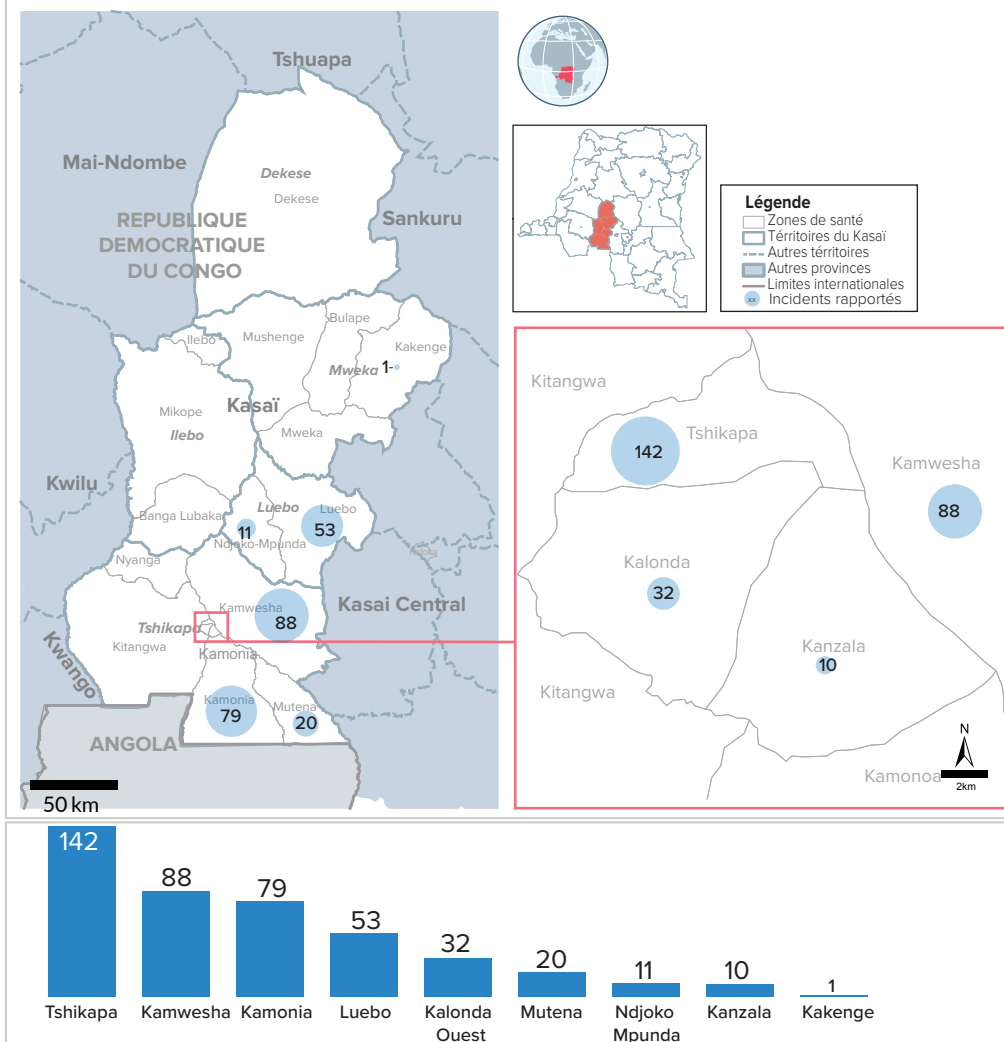 Tshuapa
Mai-Ndombe
Dekese
Dekese
Sankuru
REPUBLIQUE
DEMOCRATIQUE
DU CONGO
Légende
Zones de santé
Térritoires du Kasaï
Autres térritoires
Autres provinces
Limites internationales
xx Incidents rapportés
Bulape
Ilebo
Mushenge
Kakenge
Mweka 1-
Kasaï
Mikope
Ilebo
Mweka
Kwilu
Luebo
Luebo
Banga Lubaka
11
53
Ndjoko-Mpunda
Nyanga
Kamwesha
88
Kasai Central
Tshikapa
Kitangwa
Kamonia
Kwango
Kamonia
79
Mutena
20
ANGOLA
50 km
Kitangwa
Tshikapa
142
Kamwesha
88
Kalonda
32
Kanzala
10
Kitangwa
N
Kamonoa
2km
142
88
79
53
32
20
11
10
1
Tshikapa
Kamwesha
Kamonia
Luebo
Kalonda
Ouest
Mutena
Ndjoko
Mpunda
Kanzala
Kakenge